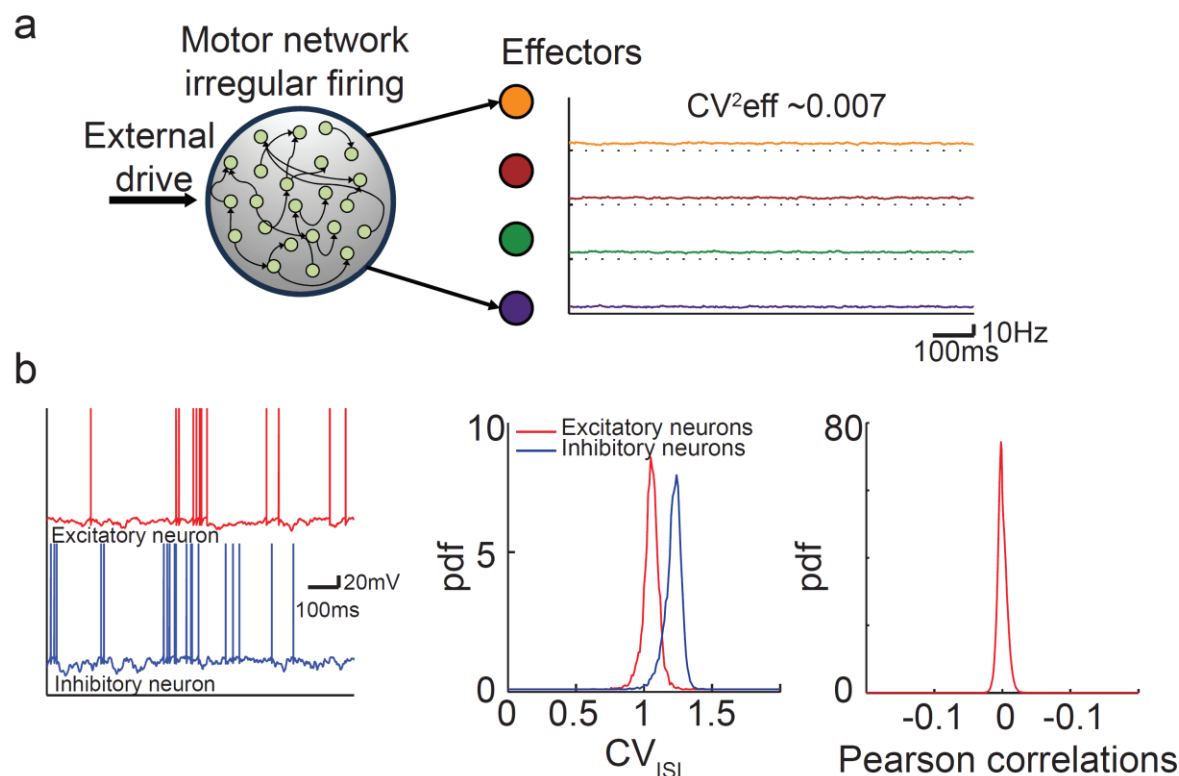 a
Motor network
irregular firing
External
drive
Effectors
CV²eff ~0.007
10Hz
100ms
b
Excitatory neuron
Inhibitory neuron
20mV
100ms
10
5
0
pdf
Excitatory neurons
Inhibitory neurons
0 0.5 1 1.5
CV_ISI
80
0
pdf
-0.1 0 -0.1
Pearson correlations